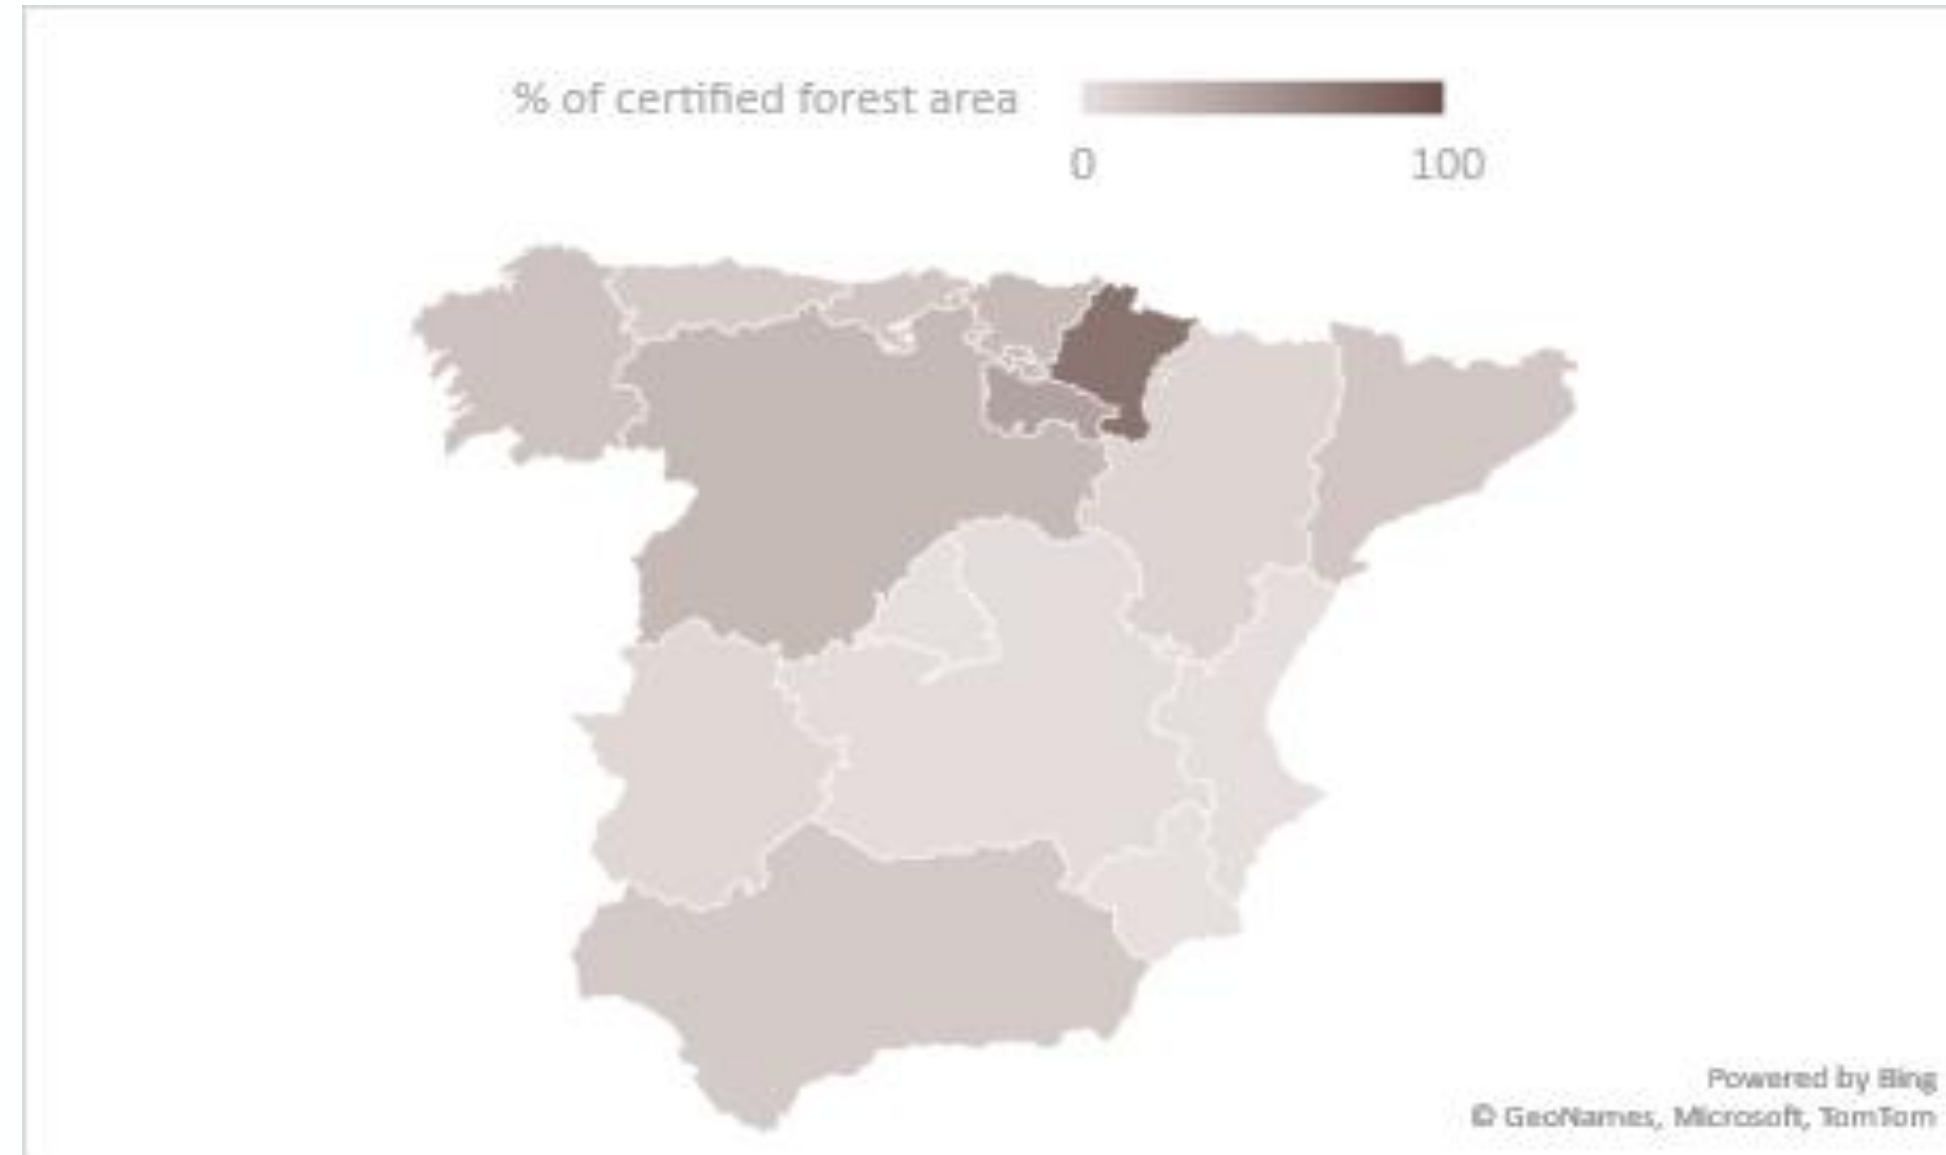 % of certified forest area
0 100
Powered by Bing
© GeoNames, Microsoft, TomTom